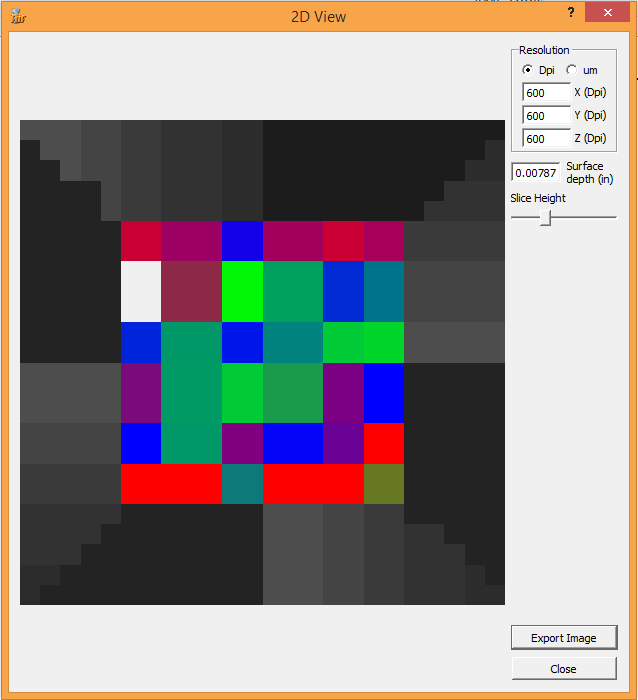 2D View
?
Resolution
Dpi um
600 X (Dpi)
600 Y (Dpi)
600 Z (Dpi)
0.00787 Surface
depth (in)
Slice Height
Export Image
Close